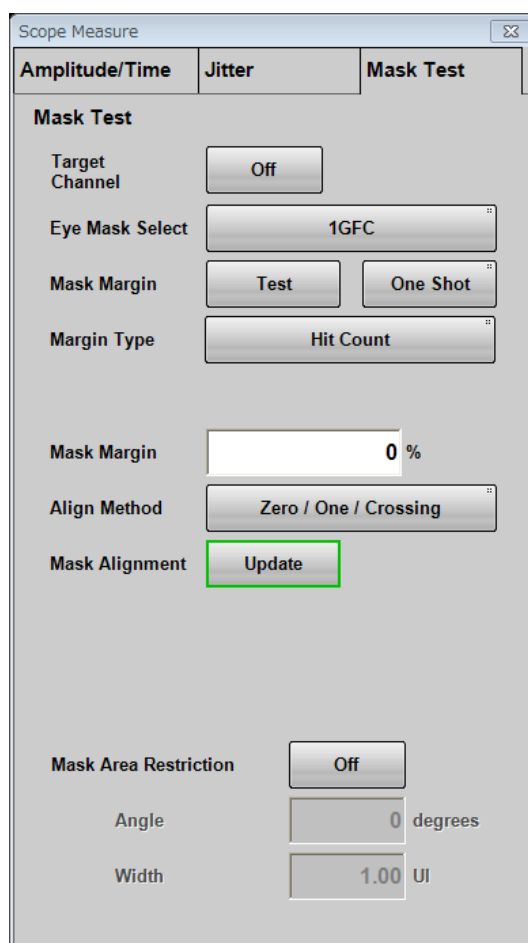 Scope Measure
Amplitude/Time Jitter Mask Test
Mask Test
Target
Channel
Off
Eye Mask Select 1GFC
Mask Margin Test One Shot
Margin Type Hit Count
Mask Margin 0 %
Align Method Zero / One / Crossing
Mask Alignment Update
Mask Area Restriction Off
Angle 0 degrees
Width 1.00 UI